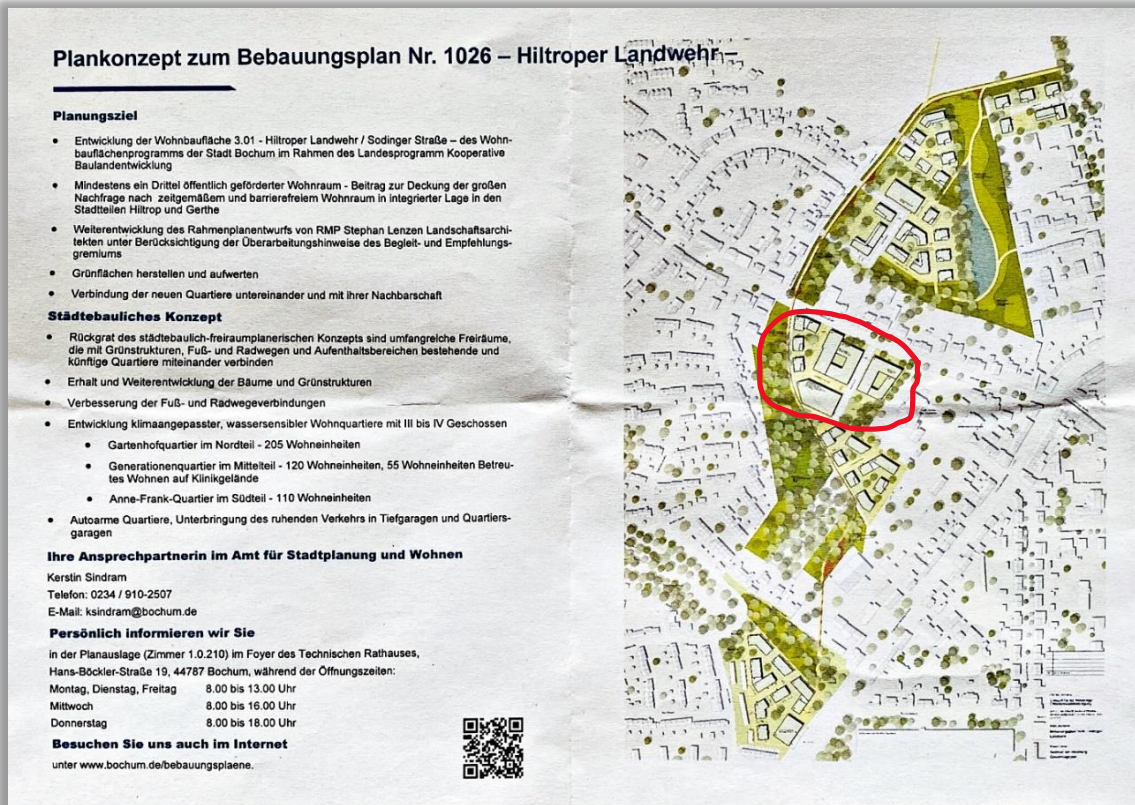 Plankonzept zum Bebauungsplan Nr. 1026 – Hiltroper Landwehr –
Planungsziel
• Entwicklung der Wohnbaufläche 3.01 - Hiltroper Landwehr / Sodinger Straße – des Wohn-
bauflächenprogramms der Stadt Bochum im Rahmen des Landesprogramm Kooperative
Baulandentwicklung
• Mindestens ein Drittel öffentlich geförderter Wohnraum - Beitrag zur Deckung der großen
Nachfrage nach zeitgemäßem und barrierefreiem Wohnraum in integrierter Lage in den
Stadtteilen Hiltrop und Gerthe
• Weiterentwicklung des Rahmenplanentwurfs von RMP Stephan Lenzen Landschaftsarchi-
tekten unter Berücksichtigung der Überarbeitungshinweise des Begleit- und Empfehlungs-
gremiums
• Grünflächen herstellen und aufwerten
• Verbindung der neuen Quartiere untereinander und mit ihrer Nachbarschaft
Städtebauliches Konzept
• Rückgrat des städtebaulich-freiraumplanerischen Konzepts sind umfangreiche Freiräume,
die mit Grünstrukturen, Fuß- und Radwegen und Aufenthaltsbereichen bestehende und
künftige Quartiere miteinander verbinden
• Erhalt und Weiterentwicklung der Bäume und Grünstrukturen
• Verbesserung der Fuß- und Radwegeverbindungen
• Entwicklung klimaangepasster, wassersensibler Wohnquartiere mit III bis IV Geschossen
• Gartenhofquartier im Nordteil - 205 Wohneinheiten
• Generationenquartier im Mittelteil - 120 Wohneinheiten, 55 Wohneinheiten Betreu-
tes Wohnen auf Klinikgelände
• Anne-Frank-Quartier im Südteil - 110 Wohneinheiten
• Autoarme Quartiere, Unterbringung des ruhenden Verkehrs in Tiefgaragen und Quartiers-
garagen
Ihre Ansprechpartnerin im Amt für Stadtplanung und Wohnen
Kerstin Sindram
Telefon: 0234 / 910-2507
E-Mail: ksindram@bochum.de
Persönlich informieren wir Sie
in der Planauslage (Zimmer 1.0.210) im Foyer des Technischen Rathauses,
Hans-Böckler-Straße 19, 44787 Bochum, während der Öffnungszeiten:
Montag, Dienstag, Freitag 8.00 bis 13.00 Uhr
Mittwoch 8.00 bis 16.00 Uhr
Donnerstag 8.00 bis 18.00 Uhr
Besuchen Sie uns auch im Internet
unter www.bochum.de/bebauungsplaene.